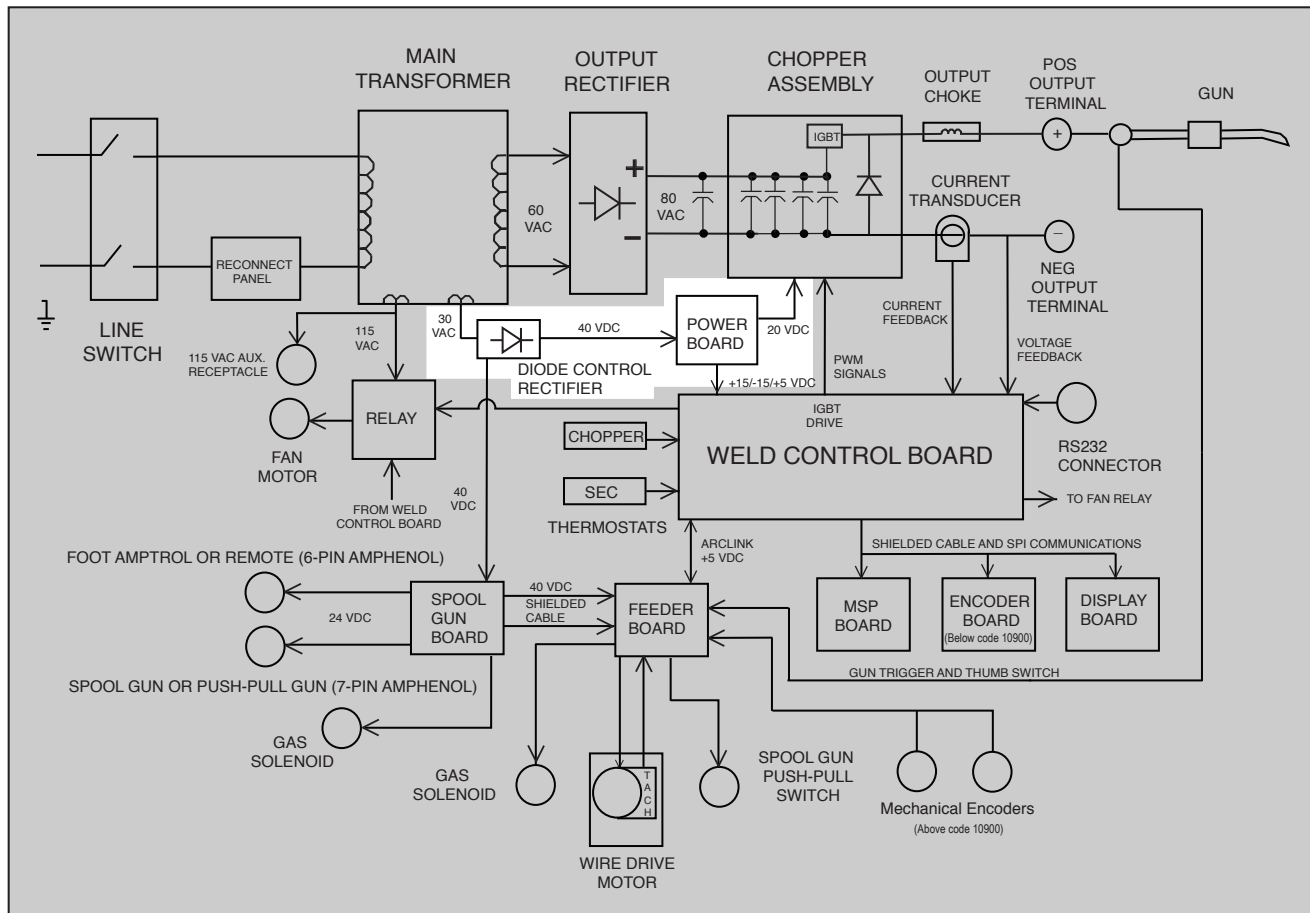 MAIN
TRANSFORMER
OUTPUT
RECTIFIER
CHOPPER
ASSEMBLY
OUTPUT
CHOKE
POS
OUTPUT
TERMINAL
GUN
IGBT
+
+
60
VAC
80
VAC
−
CURRENT
TRANSDUCER
−
NEG
OUTPUT
TERMINAL
RECONNECT
PANEL
LINE
SWITCH
115 VAC AUX.
RECEPTACLE
115
VAC
30
VAC
40 VDC
POWER
BOARD
20 VDC
DIODE CONTROL
RECTIFIER
+15/-15/+5 VDC
PWM
SIGNALS
CURRENT
FEEDBACK
VOLTAGE
FEEDBACK
FAN
MOTOR
RELAY
FROM WELD
CONTROL BOARD
40
VDC
CHOPPER
SEC
THERMOSTATS
IGBT
DRIVE
WELD CONTROL BOARD
RS232
CONNECTOR
TO FAN RELAY
ARCLINK
+5 VDC
SHIELDED CABLE AND SPI COMMUNICATIONS
MSP
BOARD
ENCODER
BOARD
(Below code 10900)
DISPLAY
BOARD
FOOT AMPTROL OR REMOTE (6-PIN AMPHENOL)
24 VDC
SPOOL
GUN
BOARD
40 VDC
SHIELDED
CABLE
FEEDER
BOARD
GUN TRIGGER AND THUMB SWITCH
SPOOL GUN OR PUSH-PULL GUN (7-PIN AMPHENOL)
GAS
SOLENOID
GAS
SOLENOID
TACH
WIRE DRIVE
MOTOR
SPOOL GUN
PUSH-PULL
SWITCH
Mechanical Encoders
(Above code 10900)